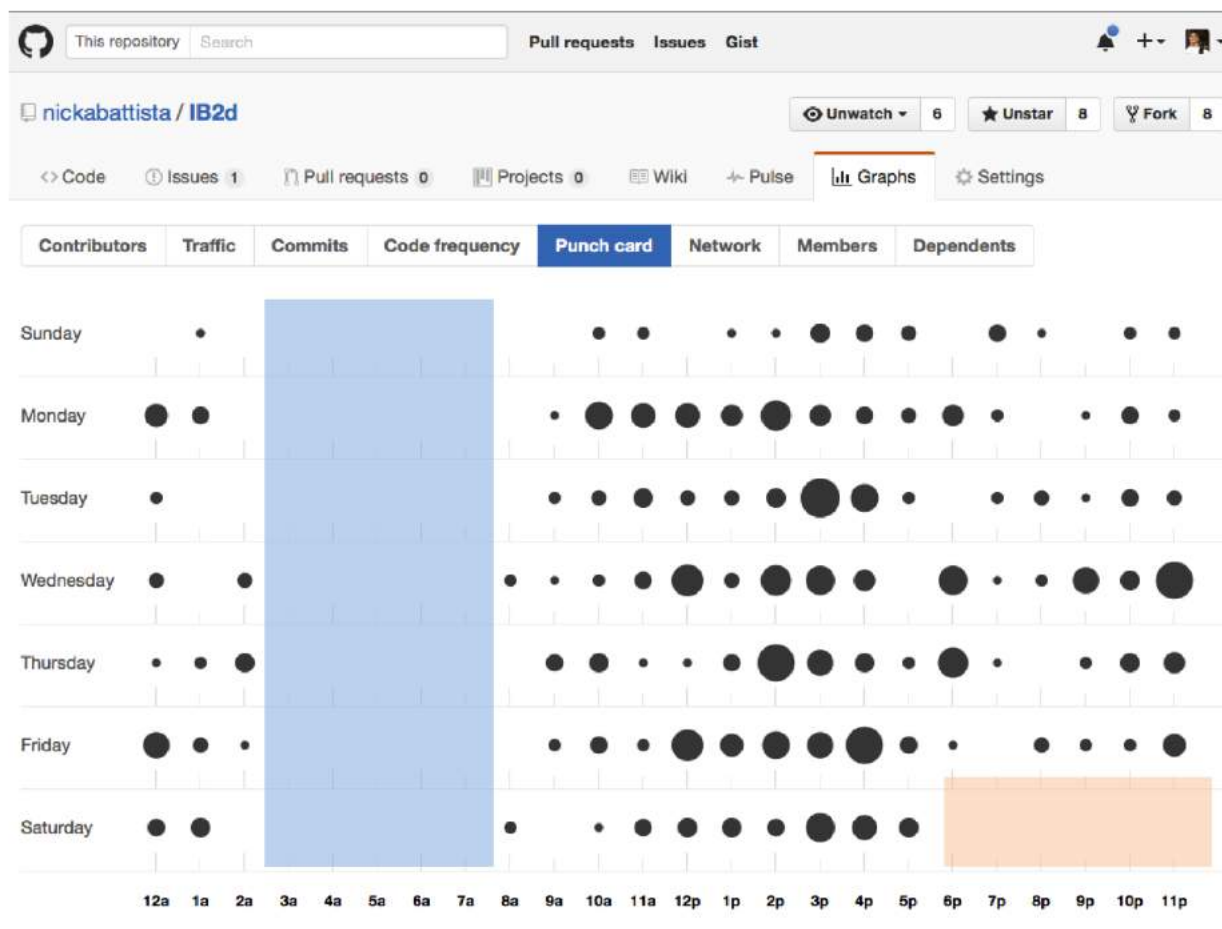 This repository Search Pull requests Issues Gist
nickabattista / IB2d Unwatch 6 Unstar 8 Fork 8
Code Issues 1 Pull requests 0 Projects 0 Wiki Pulse Graphs Settings
Contributors Traffic Commits Code frequency Punch card Network Members Dependents
Sunday
Monday
Tuesday
Wednesday
Thursday
Friday
Saturday
12a 1a 2a 3a 4a 5a 6a 7a 8a 9a 10a 11a 12p 1p 2p 3p 4p 5p 6p 7p 8p 9p 10p 11p